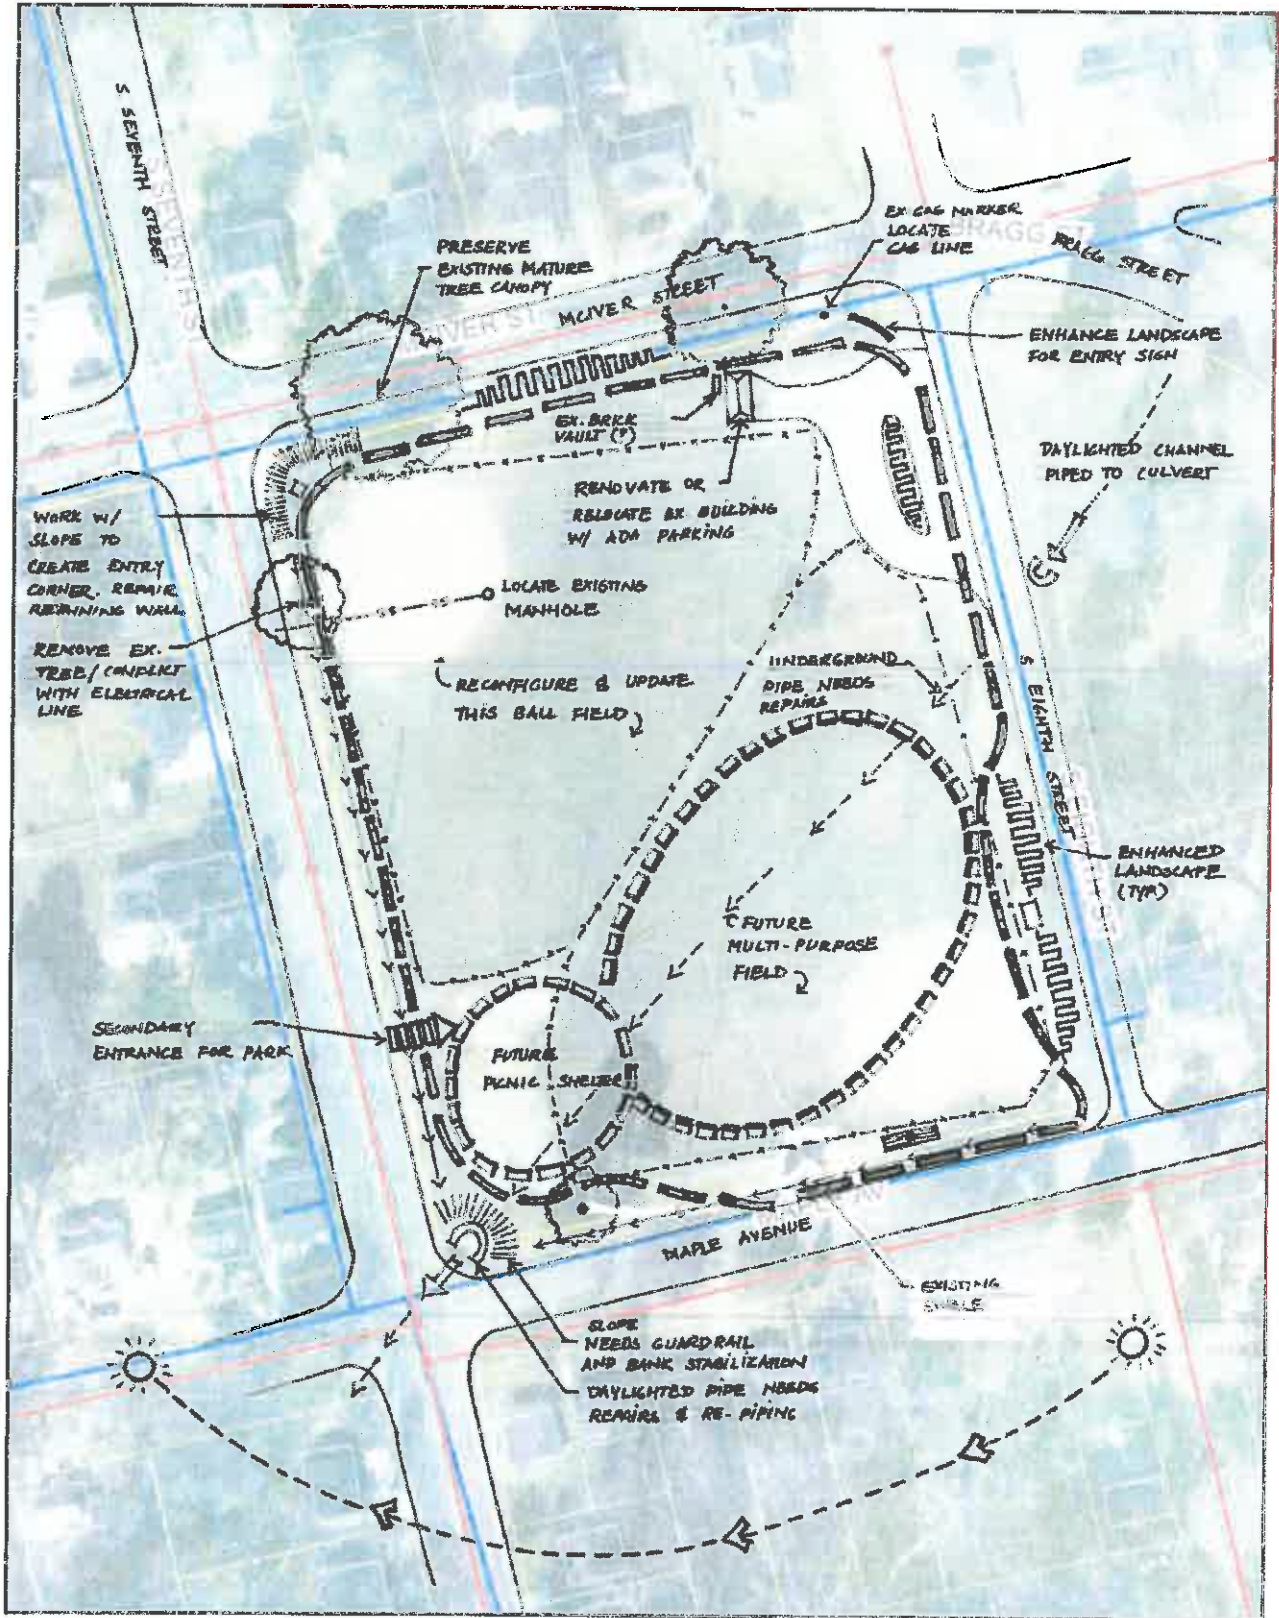 S. SEVENTH STREET
PRESERVE
EXISTING MATURE
TREE CANOPY
MCIVER STREET
EX GAS MARKER
LOCATE
GAS LINE
BRAGG ST
BRAGG STREET
ENHANCE LANDSCAPE
FOR ENTRY SIGN
DAYLIGHTED CHANNEL
PIPED TO CULVERT
EX. BRICK
VAULT (?)
RENOVATE OR
RELOCATE EX BUILDING
W/ ADA PARKING
WORK W/
SLOPE TO
CREATE ENTRY
CORNER. REPAIR
RETAINING WALL
REMOVE EX.
TREE/CONFLICT
WITH ELECTRICAL
LINE
SS
SS
LOCATE EXISTING
MANHOLE
RECONFIGURE & UPDATE
THIS BALL FIELD
UNDERGROUND
PIPE NEEDS
REPAIRS
S EIGHTH STREET
ENHANCED
LANDSCAPE
(TYP)
FUTURE
MULTI-PURPOSE
FIELD
SECONDARY
ENTRANCE FOR PARK
FUTURE
PICNIC SHELTER
MAPLE AVENUE
EXISTING
SWALE
SLOPE
NEEDS GUARDRAIL
AND BANK STABILIZATION
DAYLIGHTED PIPE NEEDS
REPAIRS & RE-PIPING